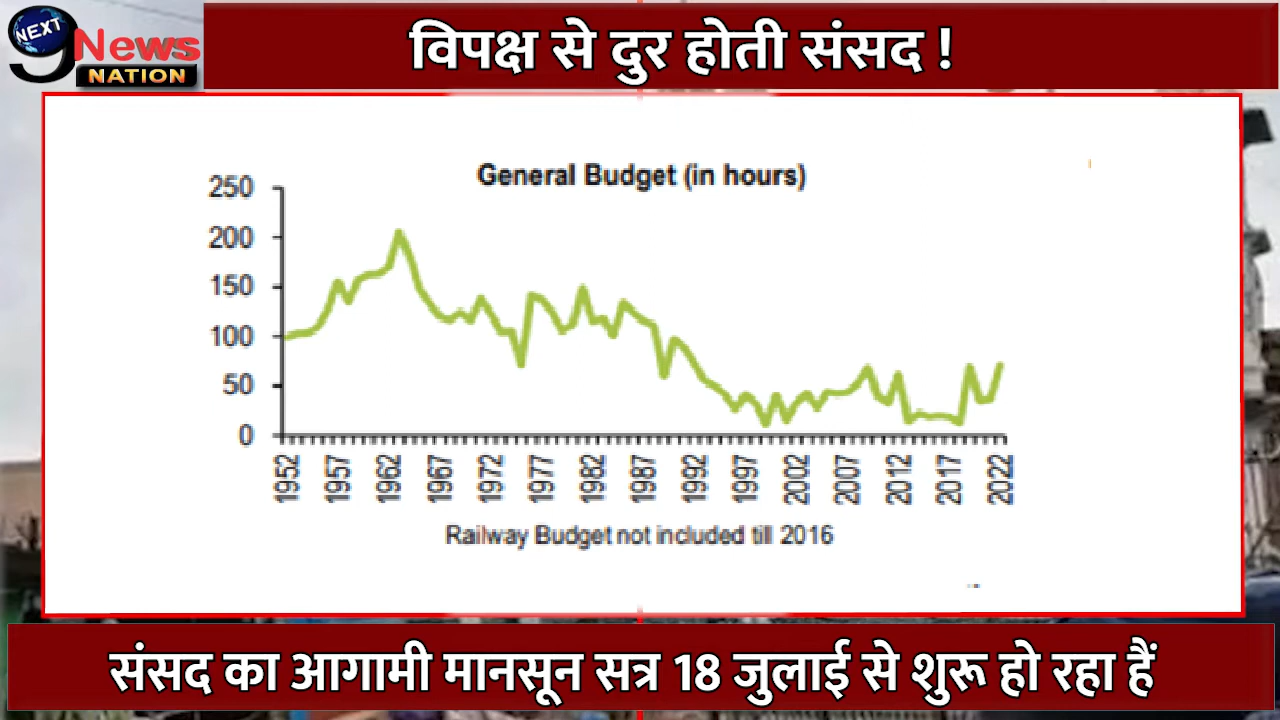 NEXT
9 News
NATION
विपक्ष से दुर होती संसद !
General Budget (in hours)
250
200
150
100
50
0
1952 1957 1962 1967 1972 1977 1982 1987 1992 1997 2002 2007 2012 2017 2022
Railway Budget not included till 2016
संसद का आगामी मानसून सत्र 18 जुलाई से शुरू हो रहा हैं